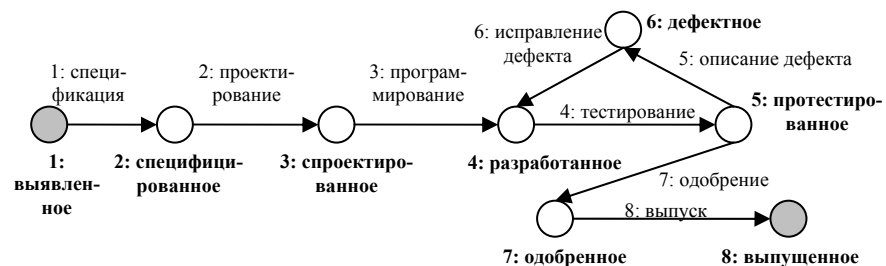 6: исправление
дефекта
6: дефектное
5: описание дефекта
1: специ-
фикация
2: проекти-
рование
3: програм-
мирование
4: тестирование
5: протестиро-
ванное
1:
выявлен-
ное
2: специфици-
рованное
3: спроектиро-
ванное
4: разработанное
7: одобрение
8: выпуск
7: одобренное
8: выпущенное